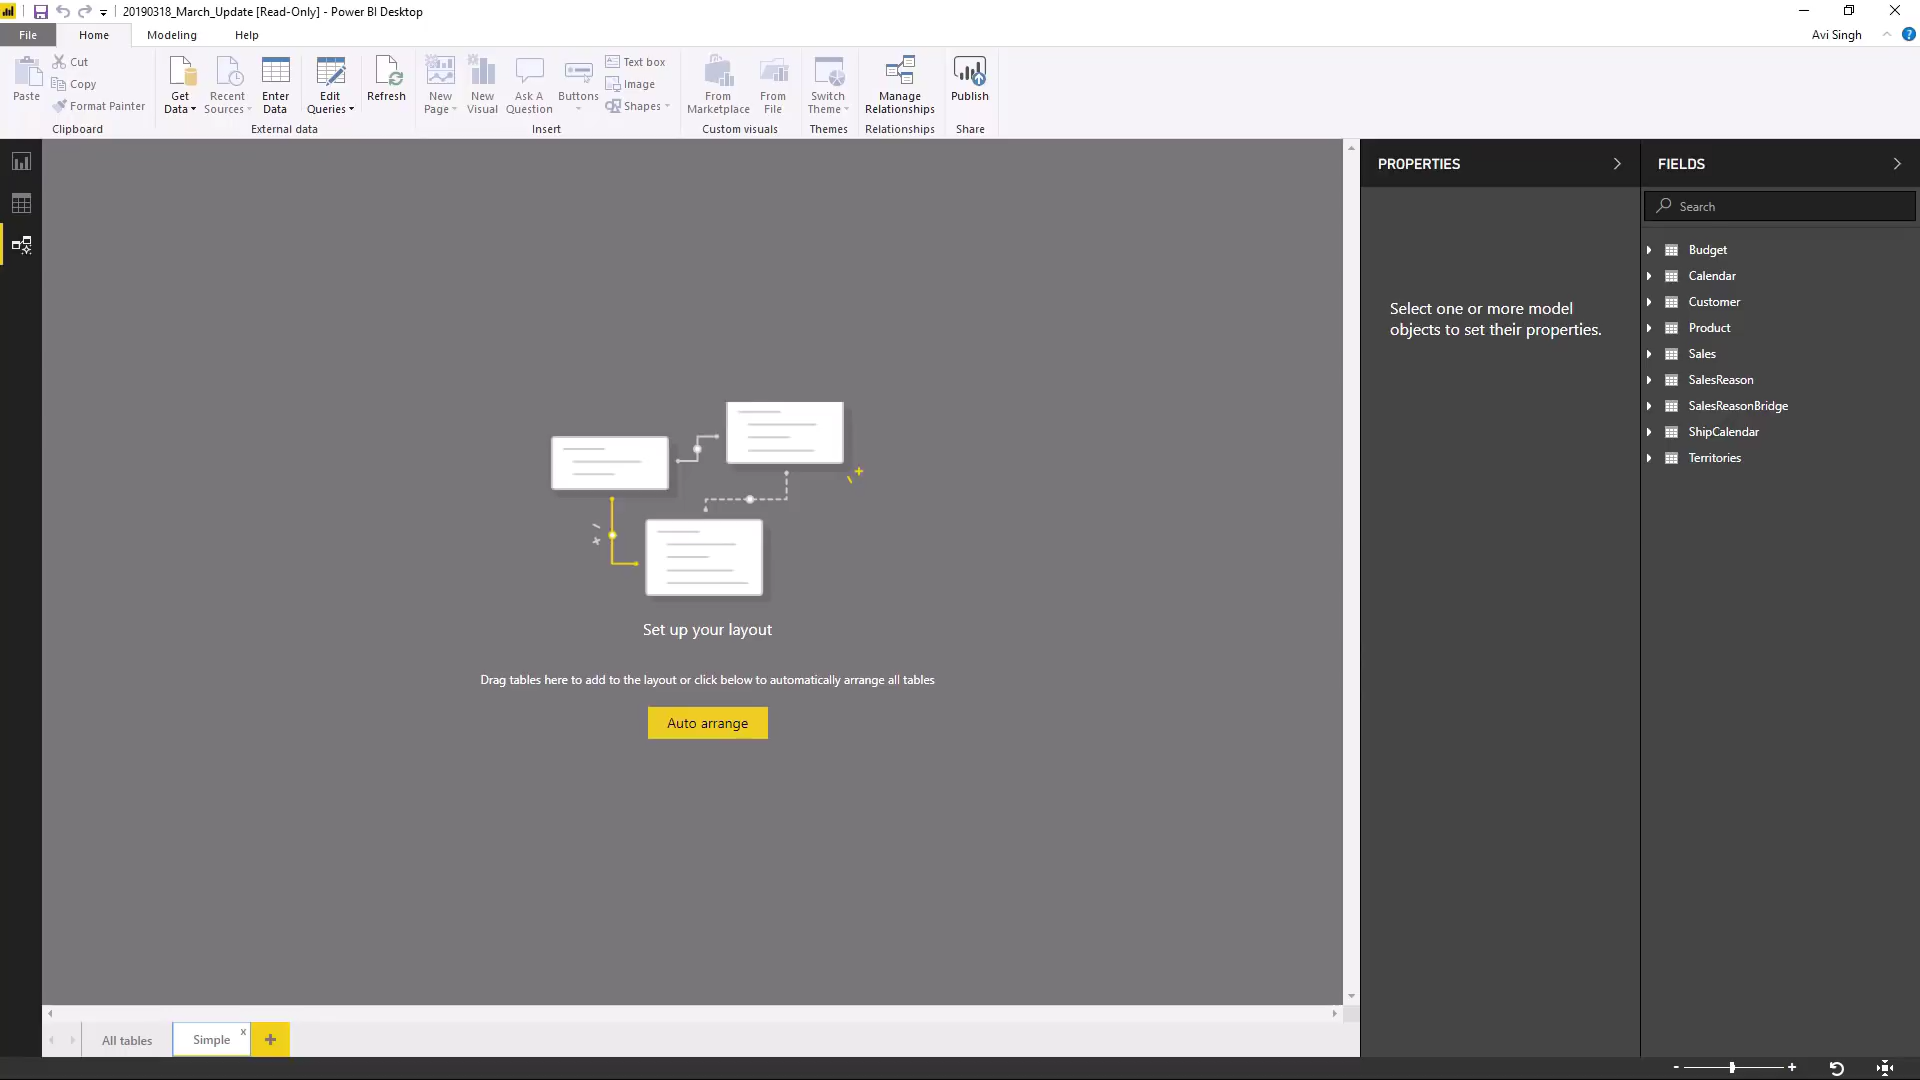 20190318_March_Update [Read-Only] - Power BI Desktop
File
Home
Modeling
Help
Avi Singh
?
Paste
Cut
Copy
Format Painter
Clipboard
Get
Data
Recent
Sources
Enter
Data
Edit
Queries
Refresh
External data
New
Page
New
Visual
Ask A
Question
Buttons
Text box
Image
Shapes
Insert
From
Marketplace
From
File
Custom visuals
Switch
Theme
Themes
Manage
Relationships
Relationships
Publish
Share
PROPERTIES
Select one or more model
objects to set their properties.
FIELDS
Search
Budget
Calendar
Customer
Product
Sales
SalesReason
SalesReasonBridge
ShipCalendar
Territories
Set up your layout
Drag tables here to add to the layout or click below to automatically arrange all tables
Auto arrange
All tables
Simple
x
+
- +